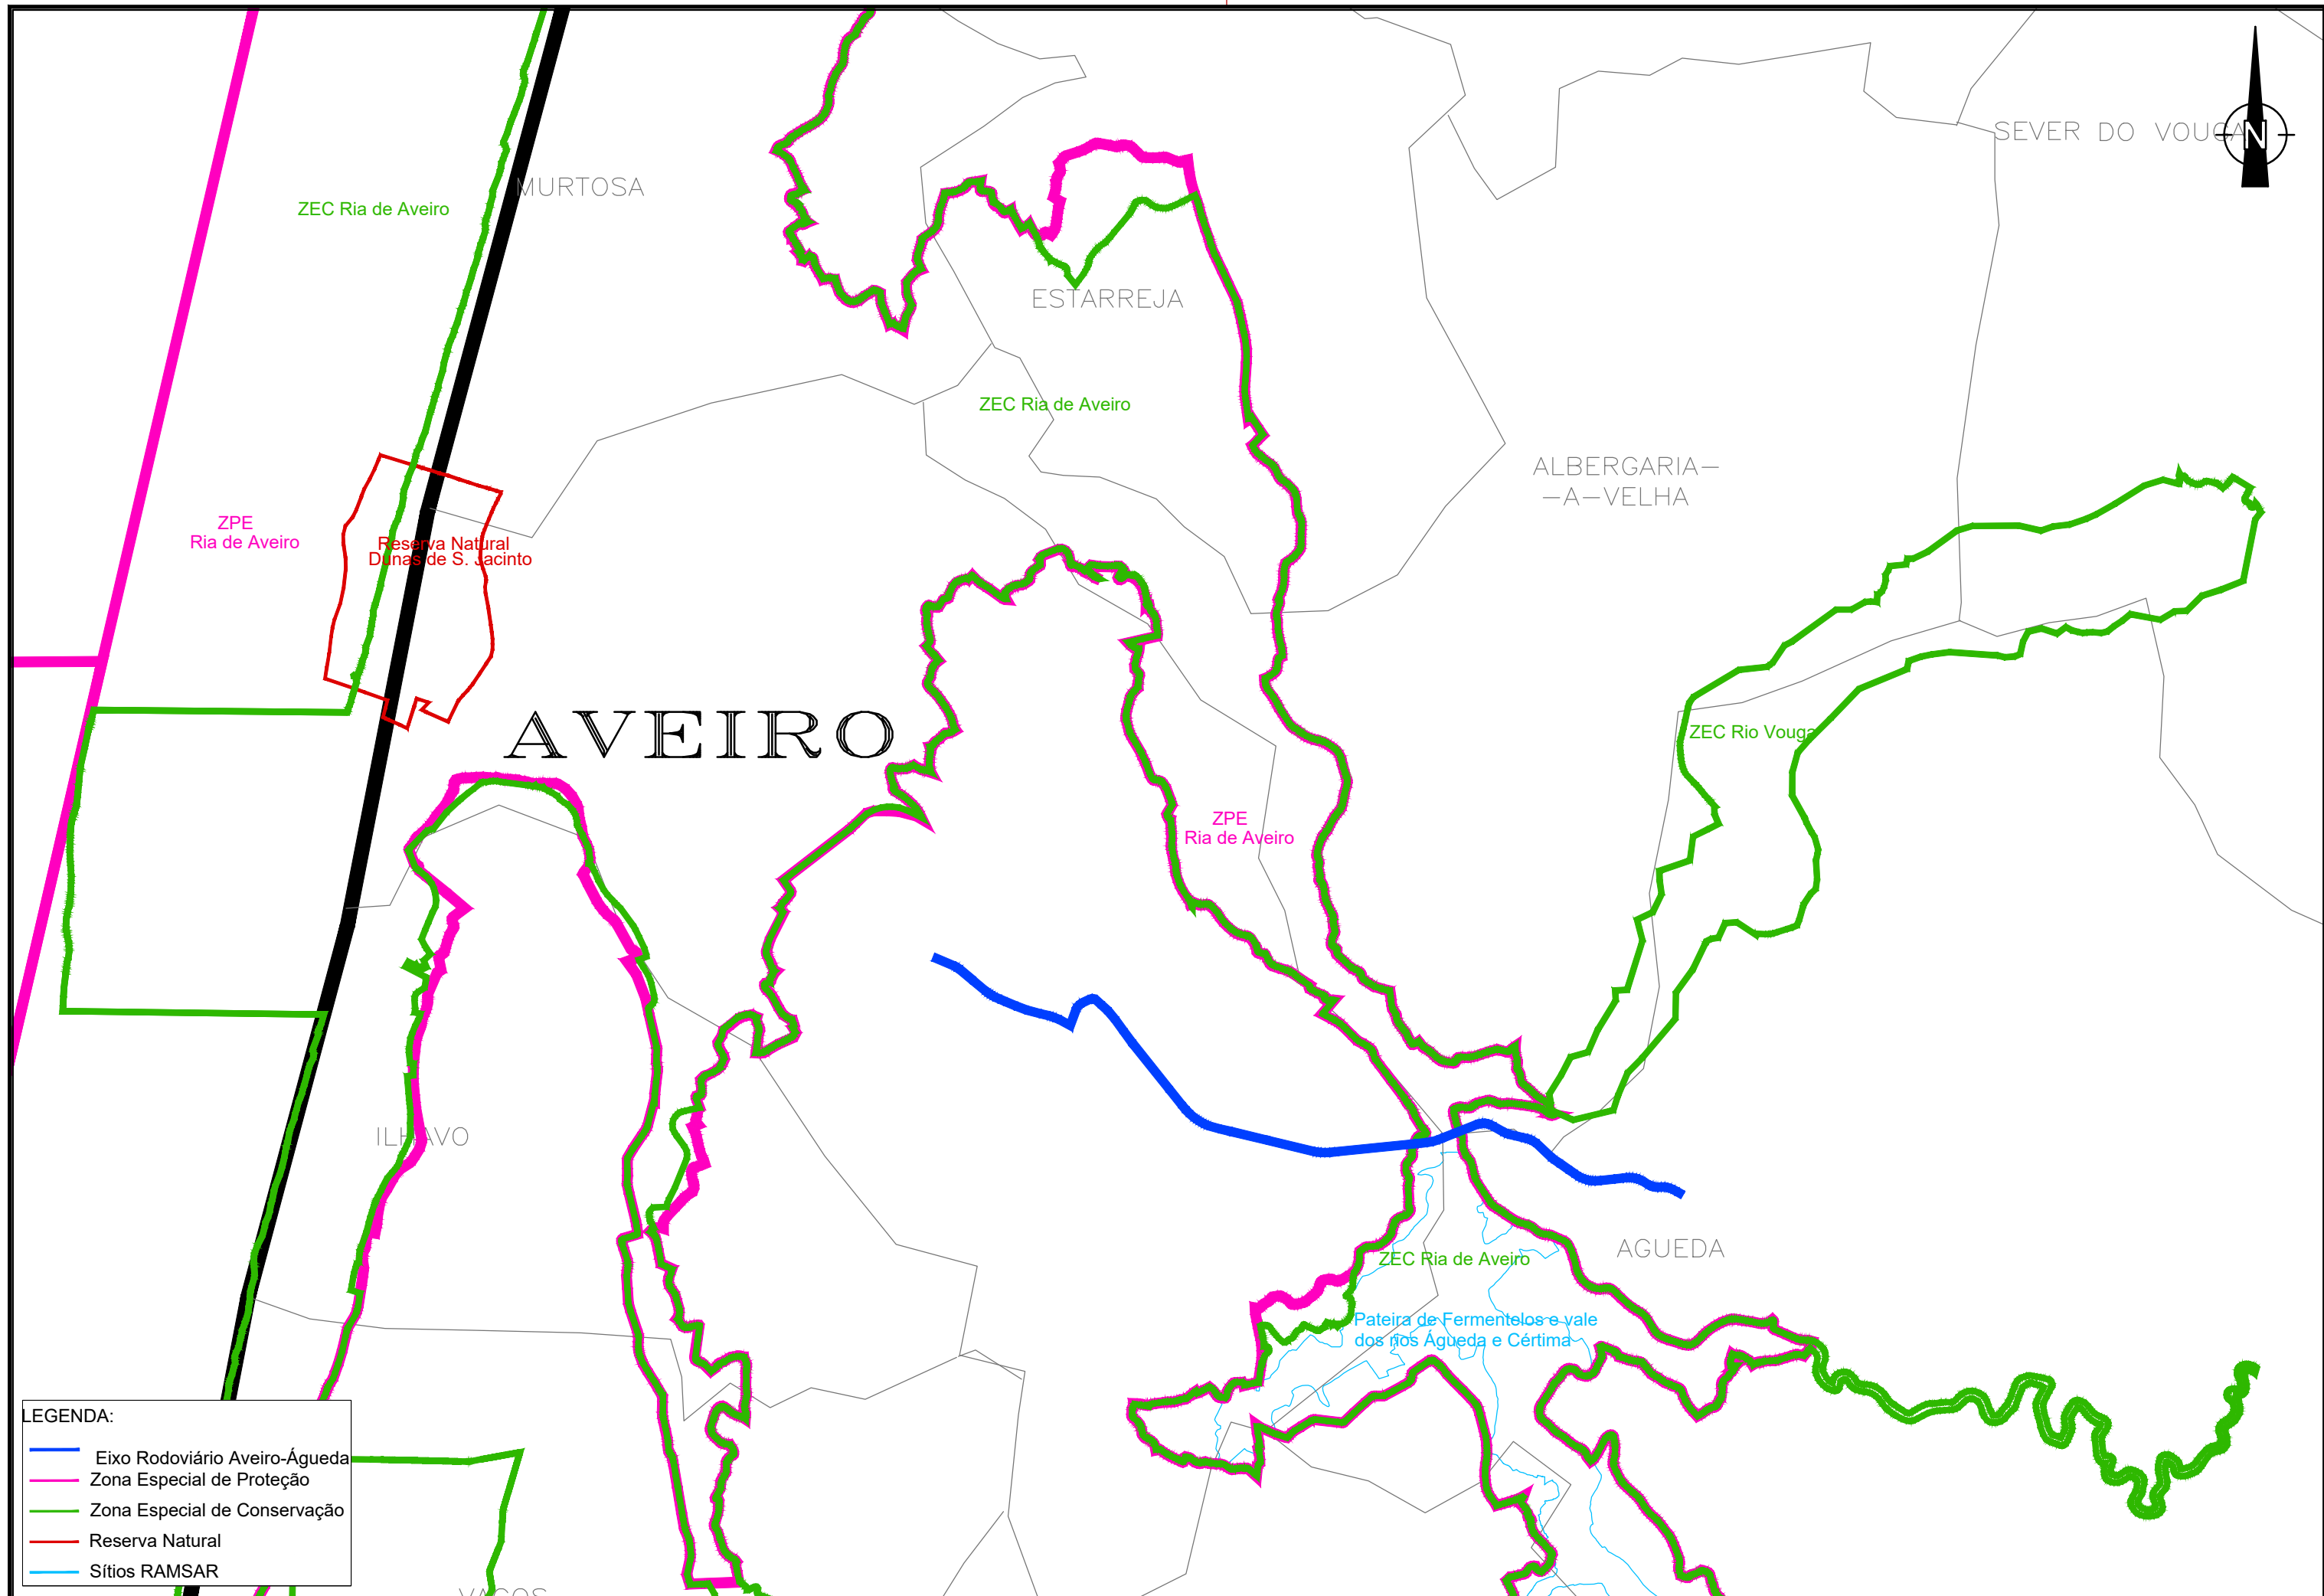 SEVER DO VOUGA
N
MURTOSA
ZEC Ria de Aveiro
ESTARREJA
ZEC Ria de Aveiro
ALBERGARIA-
-A-VELHA
ZPE
Ria de Aveiro
Reserva Natural
Dunas de S. Jacinto
AVEIRO
ZEC Rio Vouga
ZPE
Ria de Aveiro
ILHAVO
AGUEDA
ZEC Ria de Aveiro
Pateira de Fermentelos e vale
dos rios Águeda e Cértima
LEGENDA:
Eixo Rodoviário Aveiro-Águeda
Zona Especial de Proteção
Zona Especial de Conservação
Reserva Natural
Sítios RAMSAR
VAGOS